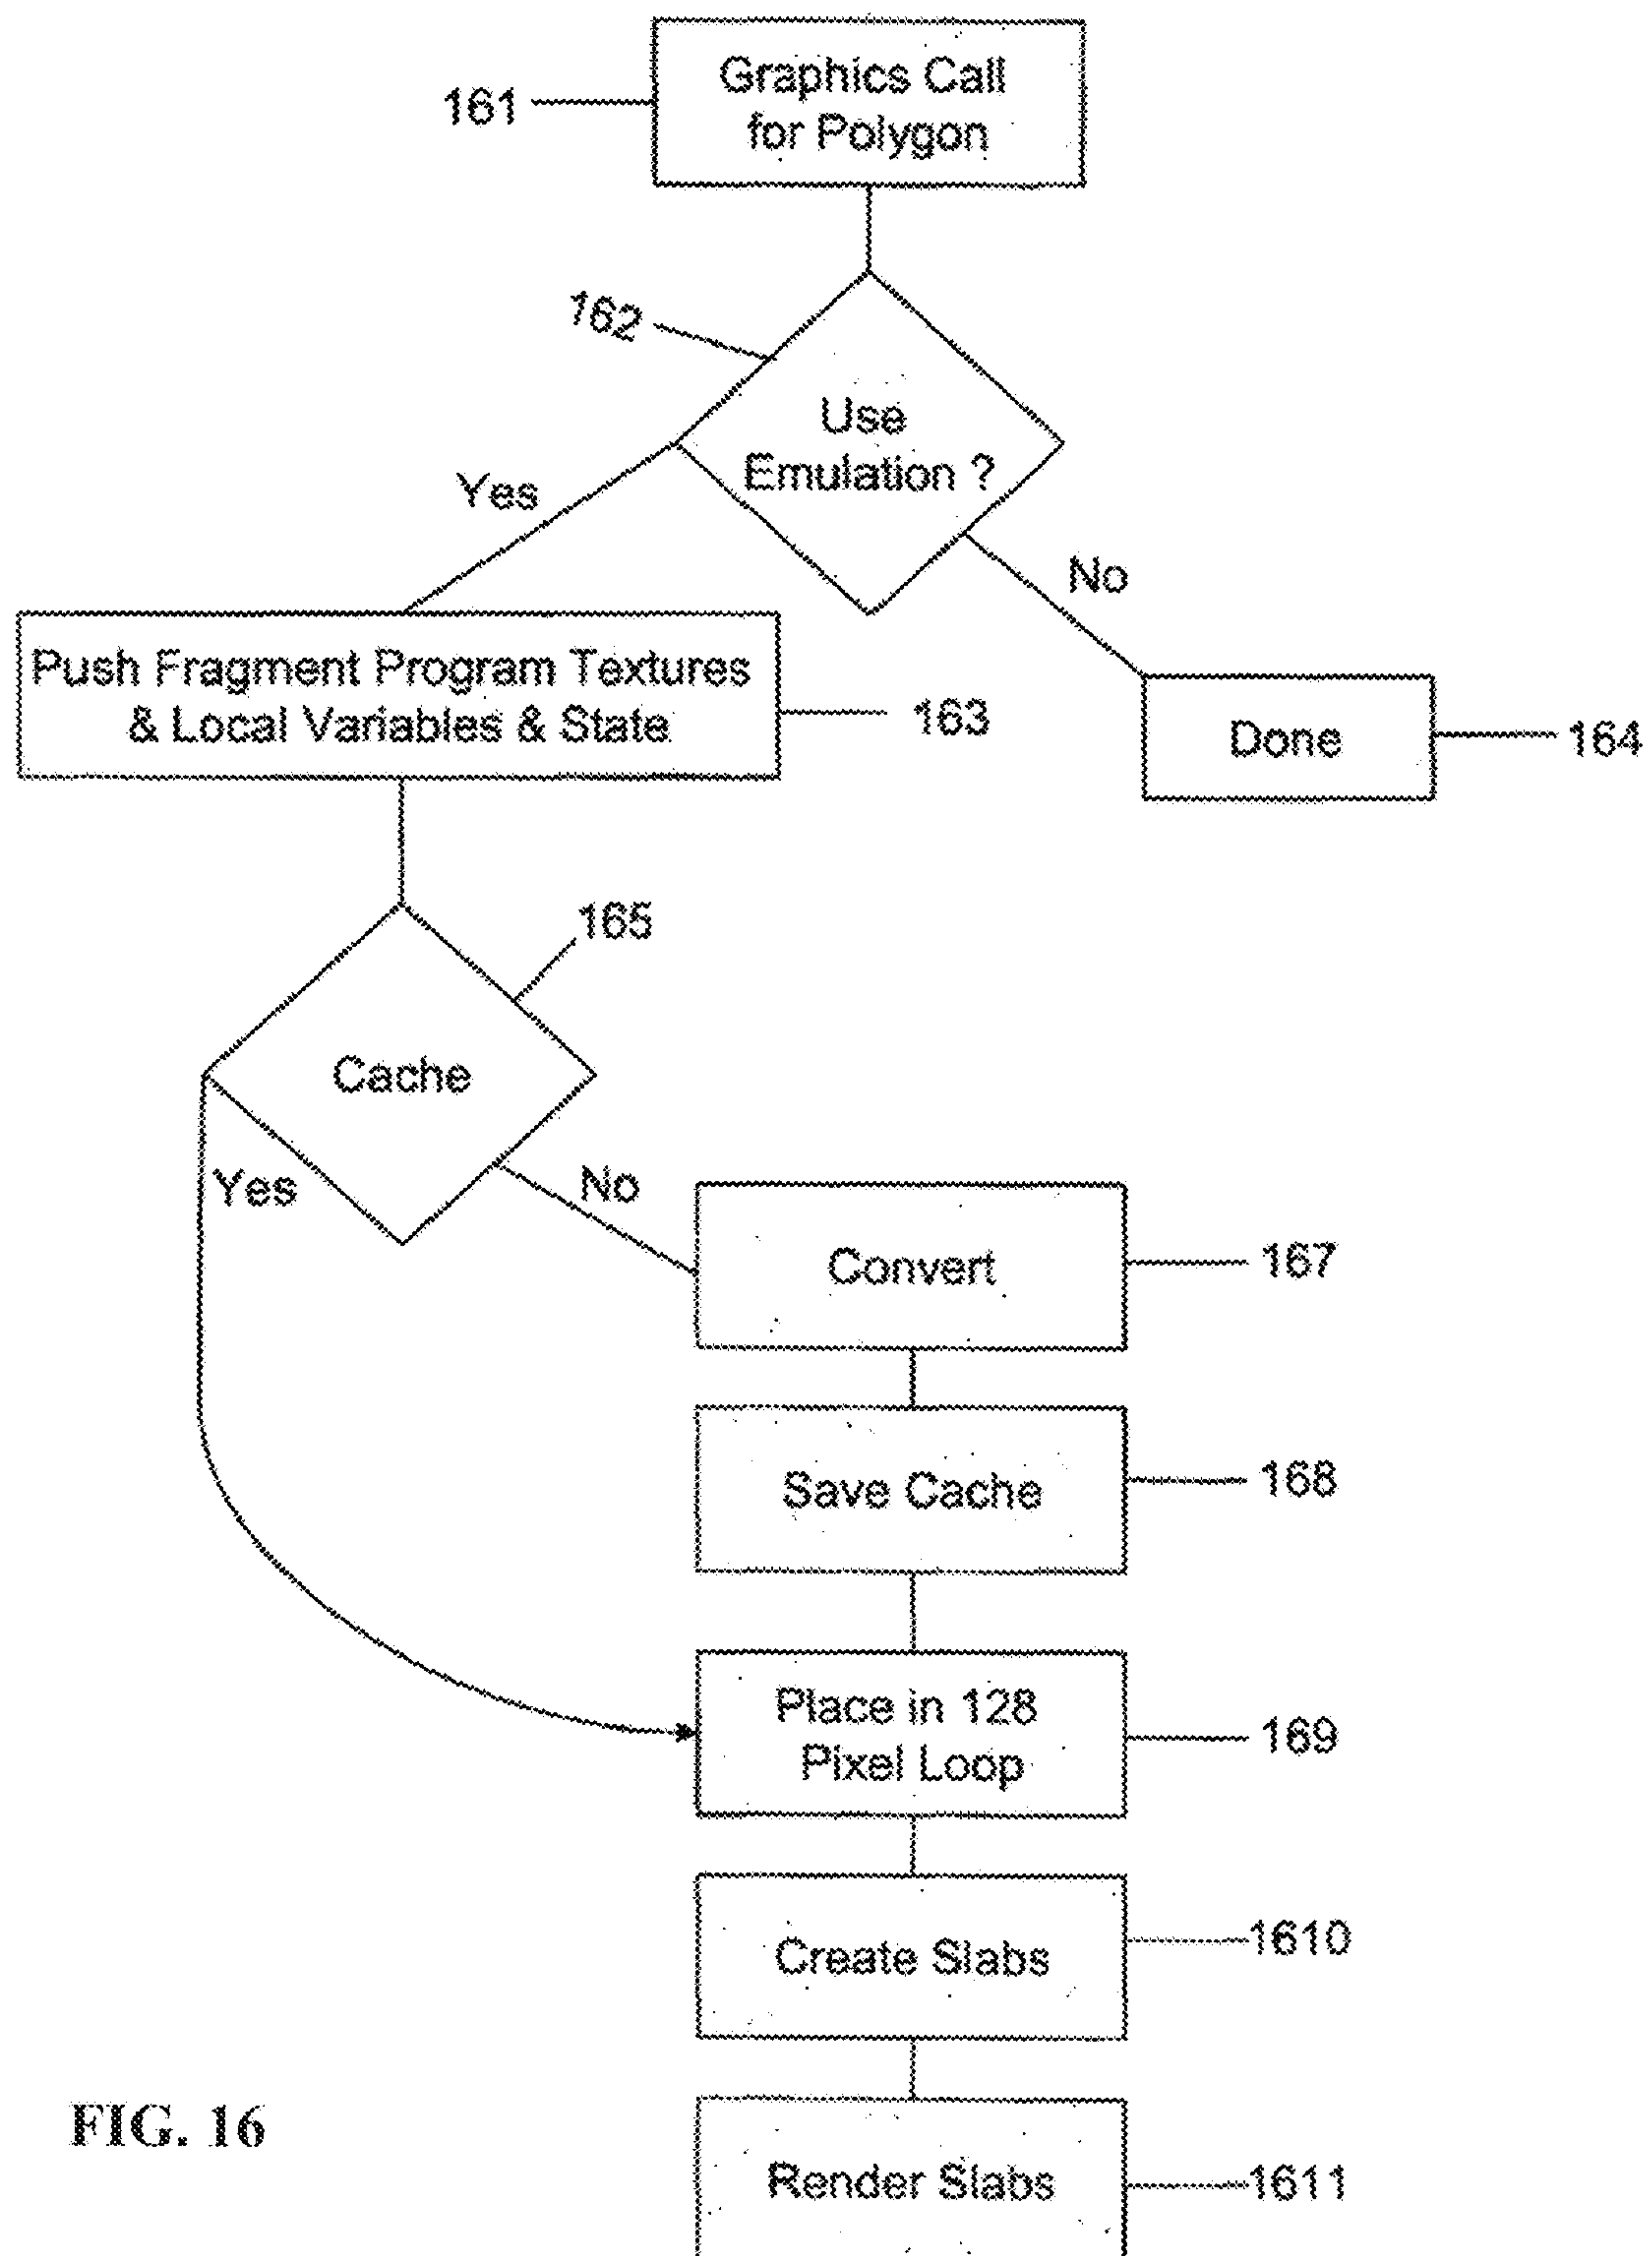 Graphics Call
for Polygon
161
162
Use
Emulation ?
Yes
No
Push Fragment Program Textures
& Local Variables & State
163
Done
164
165
Cache
Yes
No
Convert
167
Save Cache
168
Place in 128
Pixel Loop
169
Create Slabs
1610
Render Slabs
1611
FIG. 16